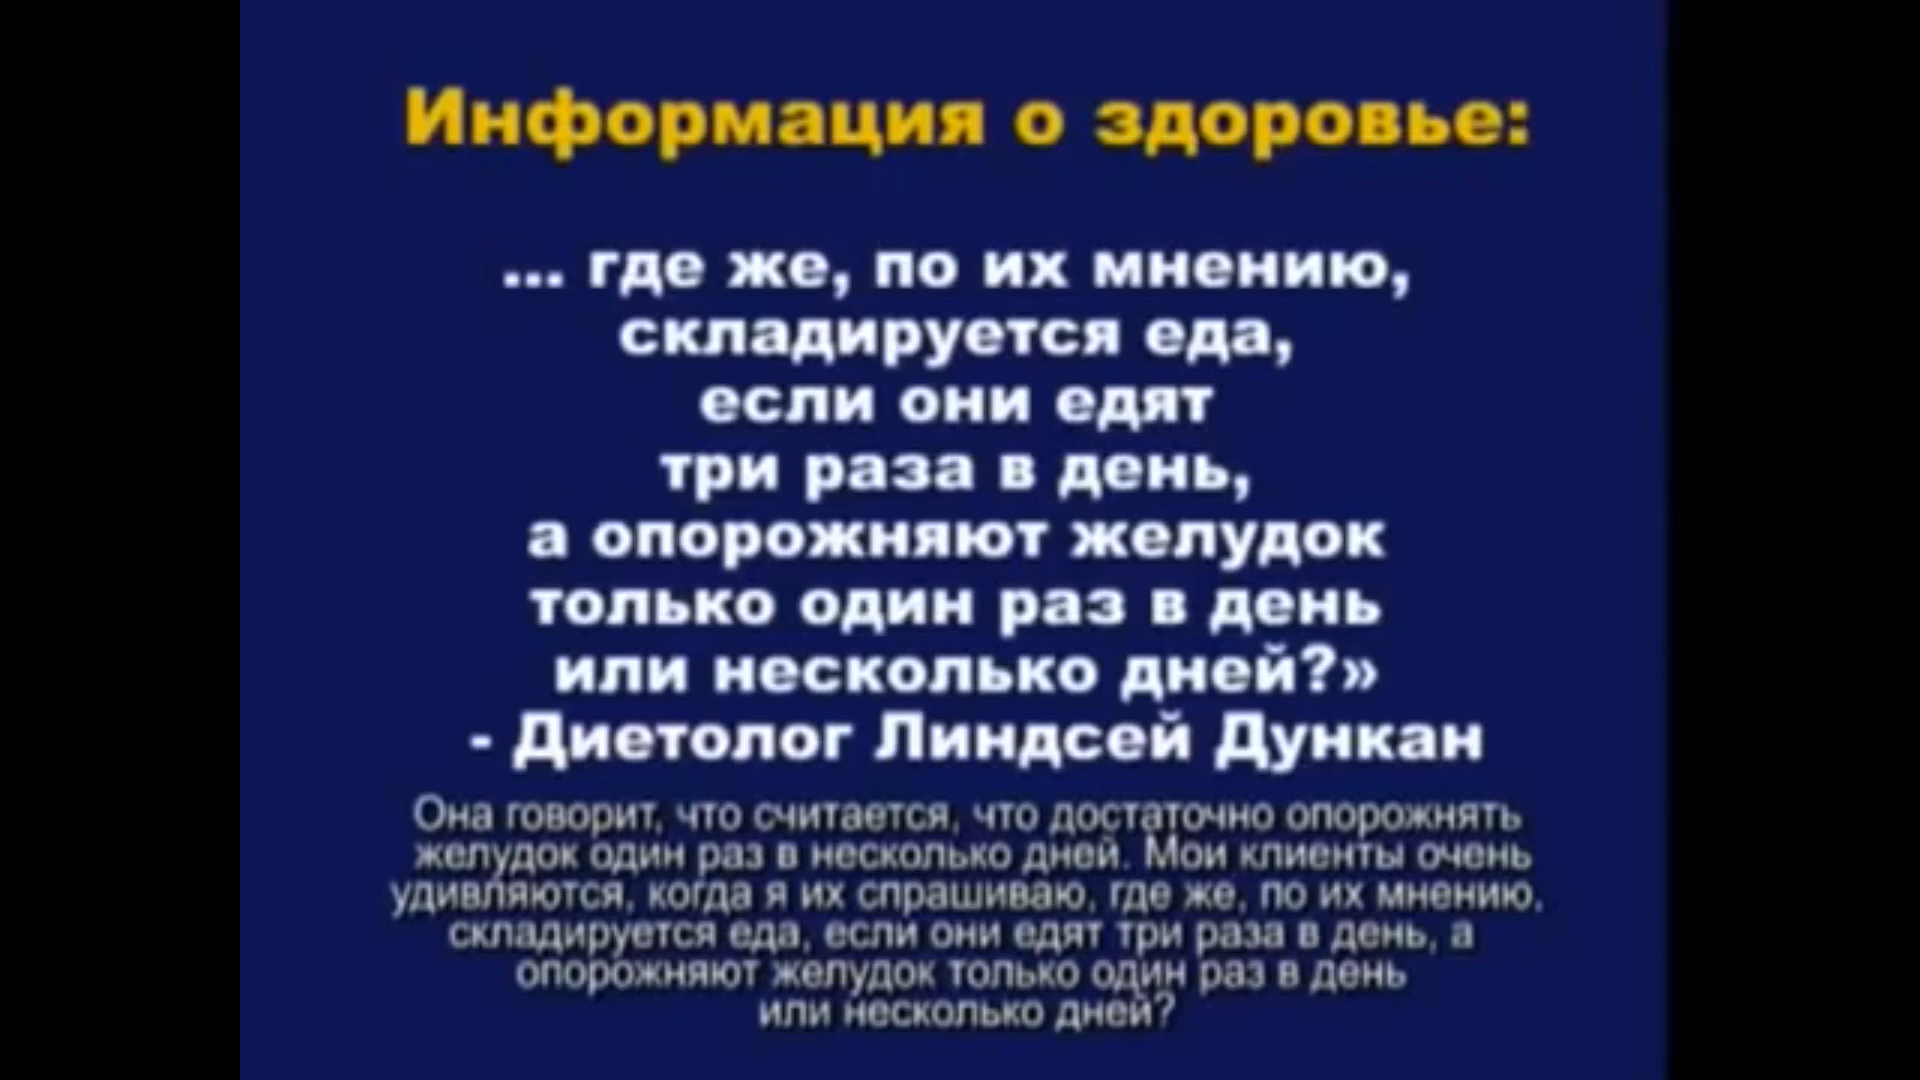 Информация о здоровье:
... где же, по их мнению,
складируется еда,
если они едят
три раза в день,
а опорожняют желудок
только один раз в день
или несколько дней?»
- Диетолог Линдсей Дункан
Она говорит, что считается, что достаточно опорожнять
желудок один раз в несколько дней. Мои клиенты очень
удивляются, когда я их спрашиваю, где же, по их мнению,
складируется еда, если они едят три раза в день, а
опорожняют желудок только один раз в день
или несколько дней?